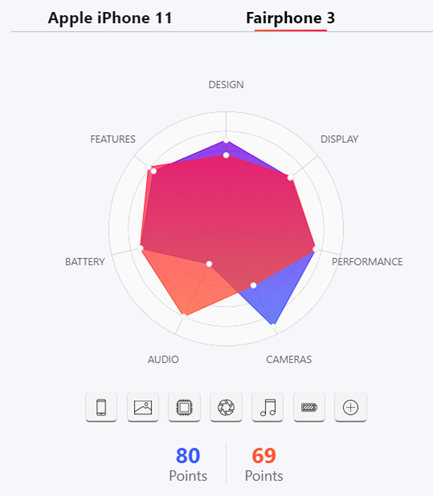 Apple iPhone 11 Fairphone 3
DESIGN
FEATURES DISPLAY
BATTERY PERFORMANCE
AUDIO CAMERAS
80 69
Points Points